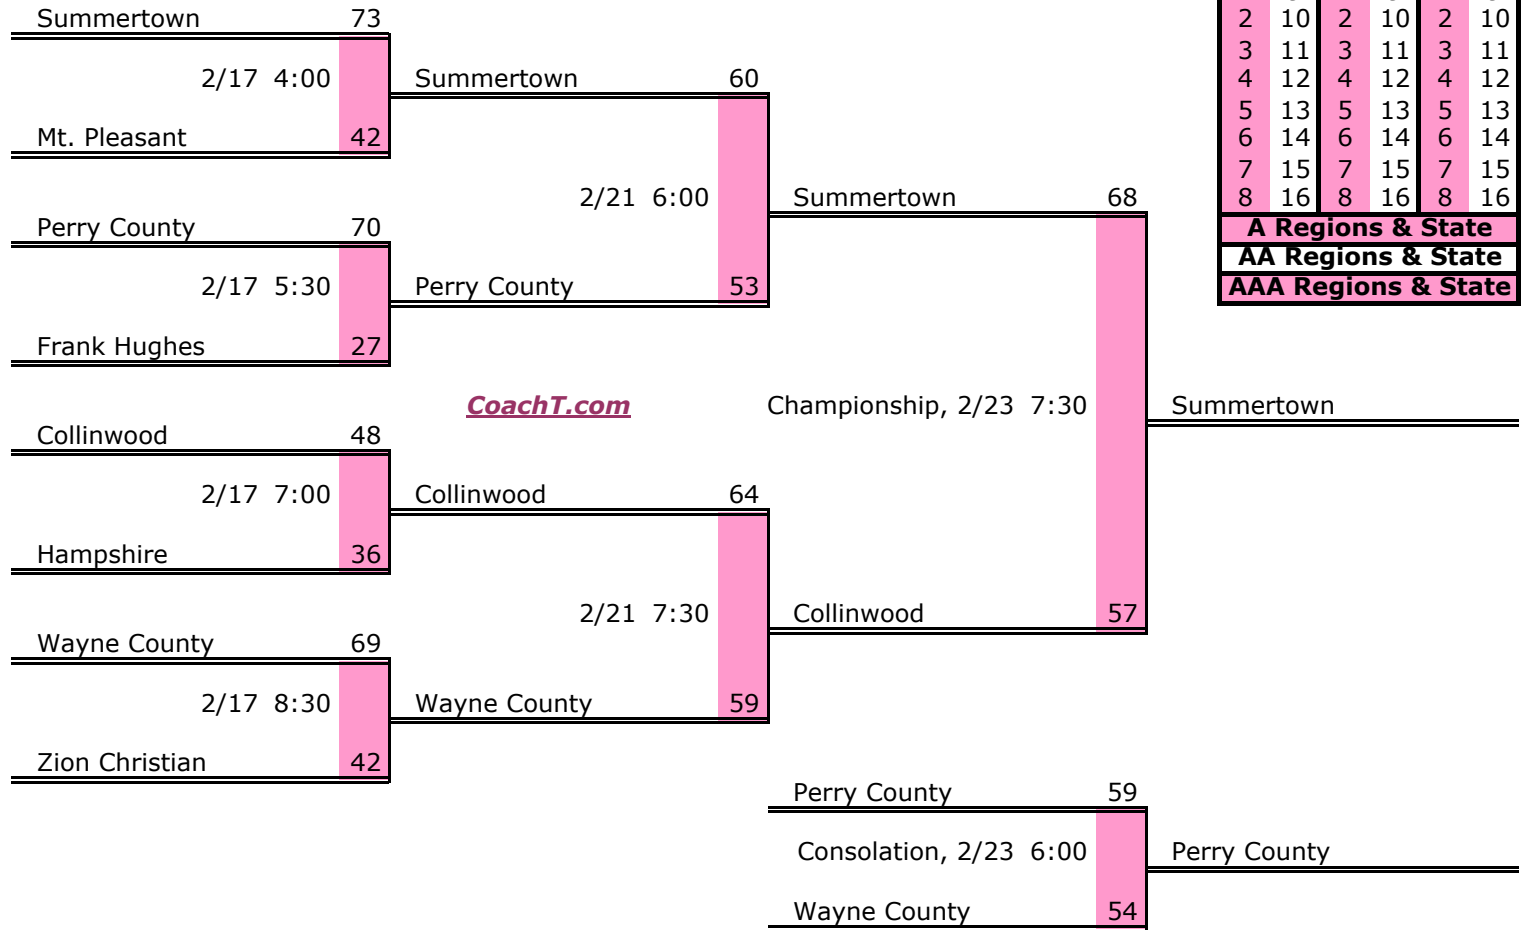 Summertown 73
2/17 4:00
Mt. Pleasant 42
Perry County 70
2/17 5:30
Frank Hughes 27
Collinwood 48
2/17 7:00
Hampshire 36
Wayne County 69
2/17 8:30
Zion Christian 42
Summertown 60
2/21 6:00
Perry County 53
CoachT.com
Collinwood 64
2/21 7:30
Wayne County 59
Summertown 68
Championship, 2/23 7:30
Collinwood 57
Summertown
Perry County 59
Consolation, 2/23 6:00
Wayne County 54
Perry County
2 10 2 10 2 10
3 11 3 11 3 11
4 12 4 12 4 12
5 13 5 13 5 13
6 14 6 14 6 14
7 15 7 15 7 15
8 16 8 16 8 16
A Regions & State
AA Regions & State
AAA Regions & State